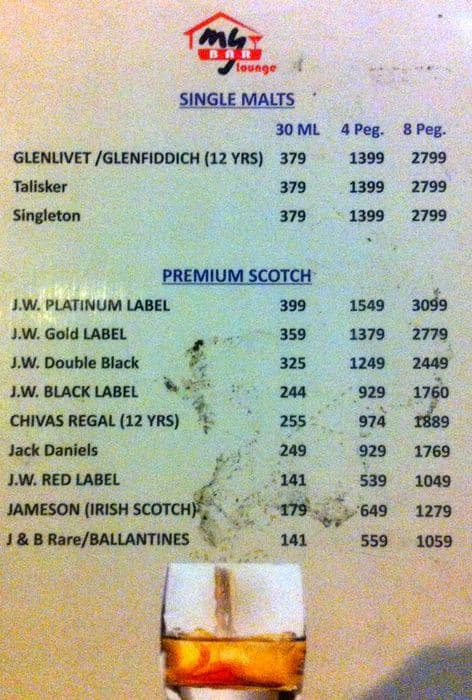 my
BAR
lounge
SINGLE MALTS
30 ML 4 Peg. 8 Peg.
GLENLIVET /GLENFIDDICH (12 YRS) 379 1399 2799
Talisker 379 1399 2799
Singleton 379 1399 2799
PREMIUM SCOTCH
J.W. PLATINUM LABEL 399 1549 3099
J.W. Gold LABEL 359 1379 2779
J.W. Double Black 325 1249 2449
J.W. BLACK LABEL 244 929 1760
CHIVAS REGAL (12 YRS) 255 974 1889
Jack Daniels 249 929 1769
J.W. RED LABEL 141 539 1049
JAMESON (IRISH SCOTCH) 179 649 1279
J & B Rare/BALLANTINES 141 559 1059